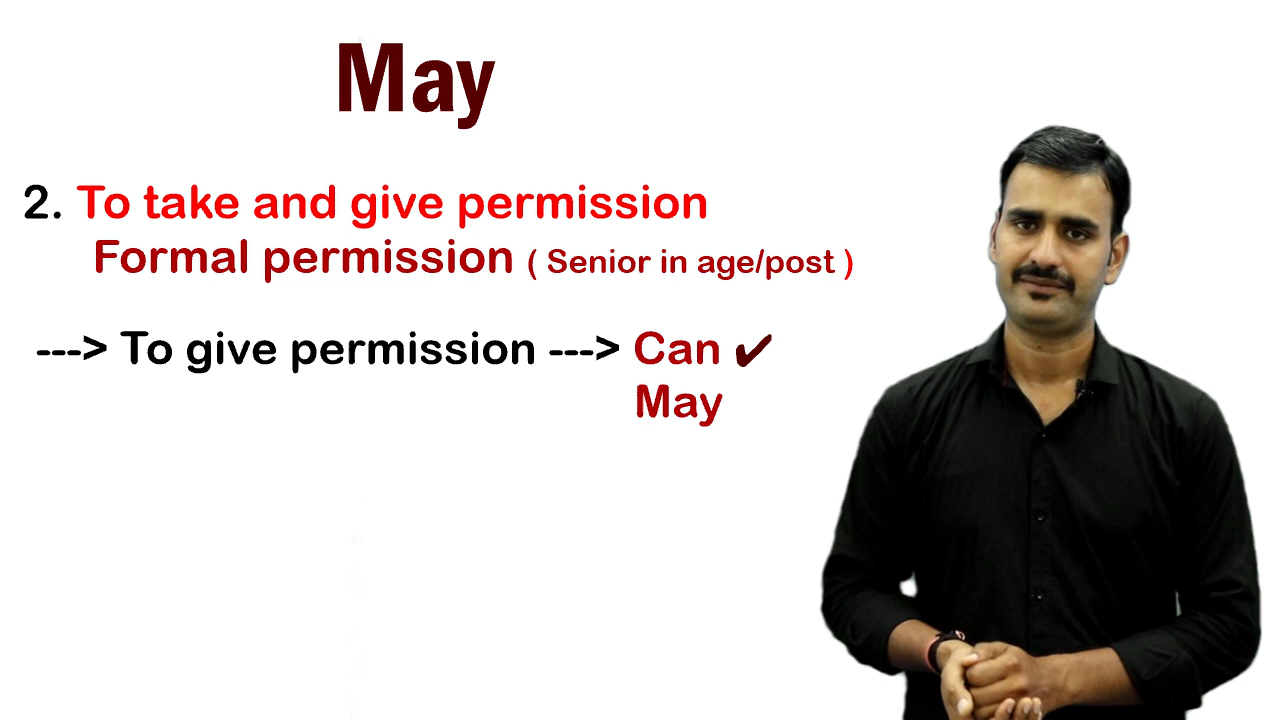 May
2. To take and give permission
Formal permission ( Senior in age/post )
---> To give permission ---> Can ✔
May